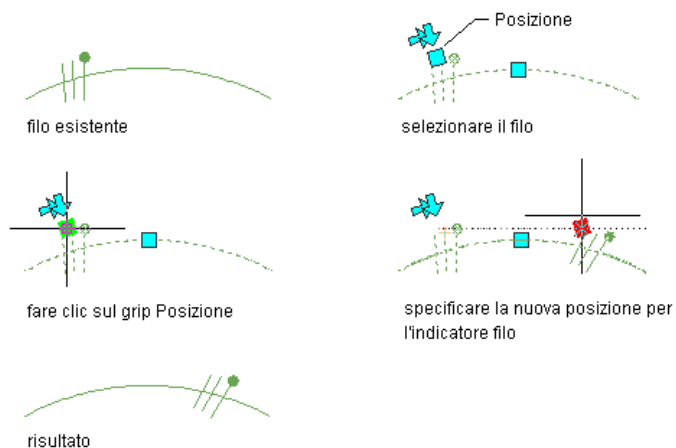 Posizione
filo esistente
selezionare il filo
fare clic sul grip Posizione
specificare la nuova posizione per
l'indicatore filo
risultato